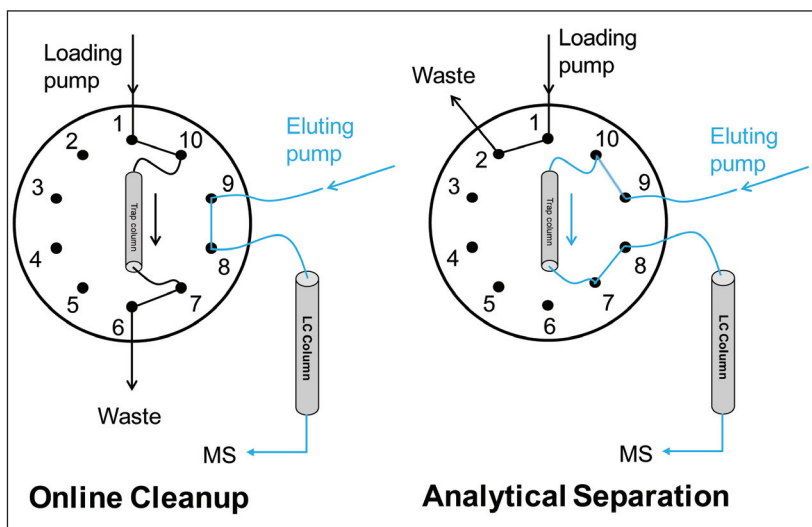 Loading
pump
1
10
2
9
3
Trap column
4
8
5
7
6
Eluting
pump
LC Column
Waste
MS
Online Cleanup
Loading
pump
Waste
1
10
2
9
3
Trap column
4
8
5
7
6
Eluting
pump
LC Column
MS
Analytical Separation